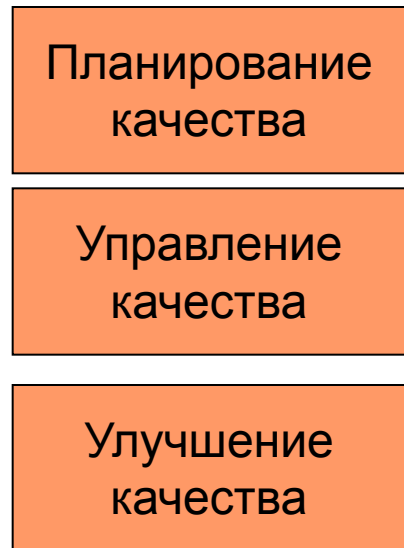 Планирование
качества
Управление
качества
Улучшение
качества